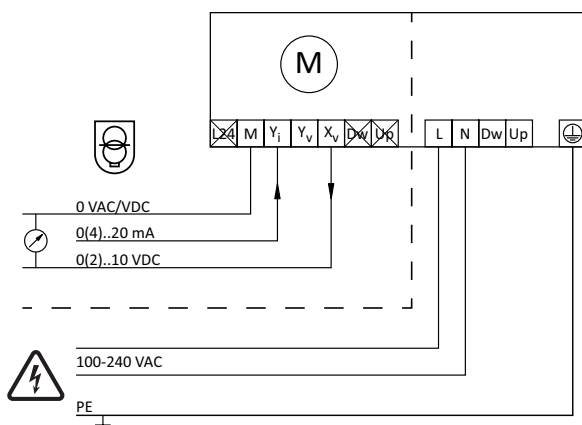 M
L24 M Yi Yv Xv Dw Up L N Dw Up
0 VAC/VDC
0(4)..20 mA
0(2)..10 VDC
100-240 VAC
PE